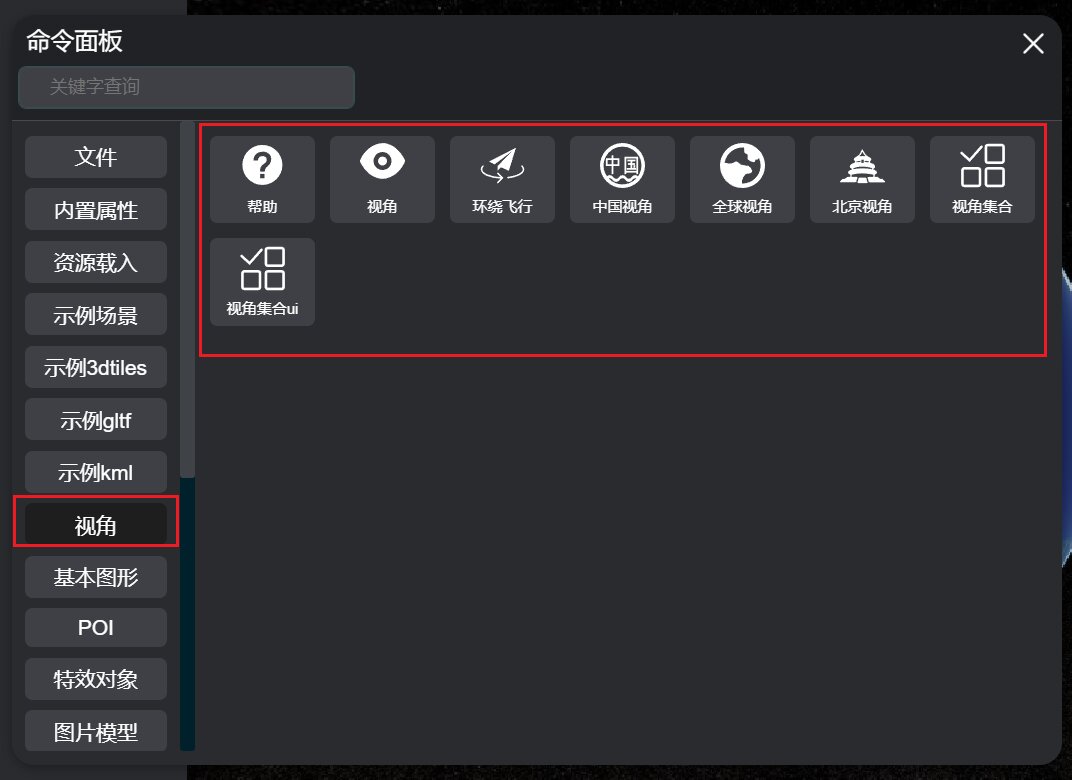 命令面板
关键字查询
文件
内置属性
资源载入
示例场景
示例3dtiles
示例gltf
示例kml
视角
基本图形
POI
特效对象
图片模型
帮助
视角
环绕飞行
中国
中国视角
全球视角
北京视角
视角集合
视角集合ui